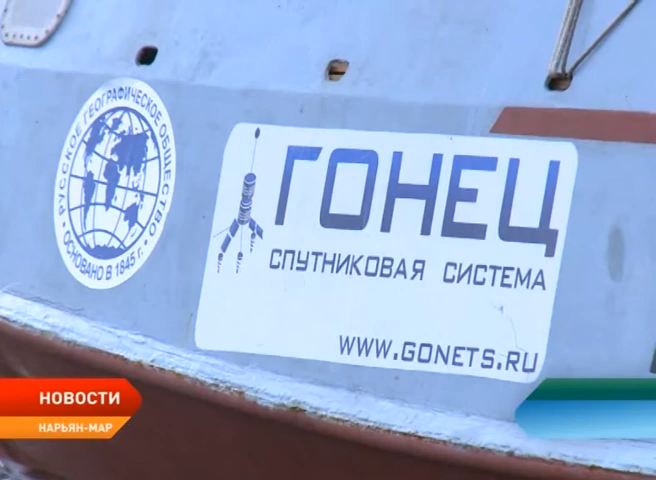 РУССКОЕ ГЕОГРАФИЧЕСКОЕ ОБЩЕСТВО
ОСНОВАНО В 1845 г.
ГОНЕЦ
СПУТНИКОВАЯ СИСТЕМА
WWW.GONETS.RU
НОВОСТИ
НАРЬЯН-МАР